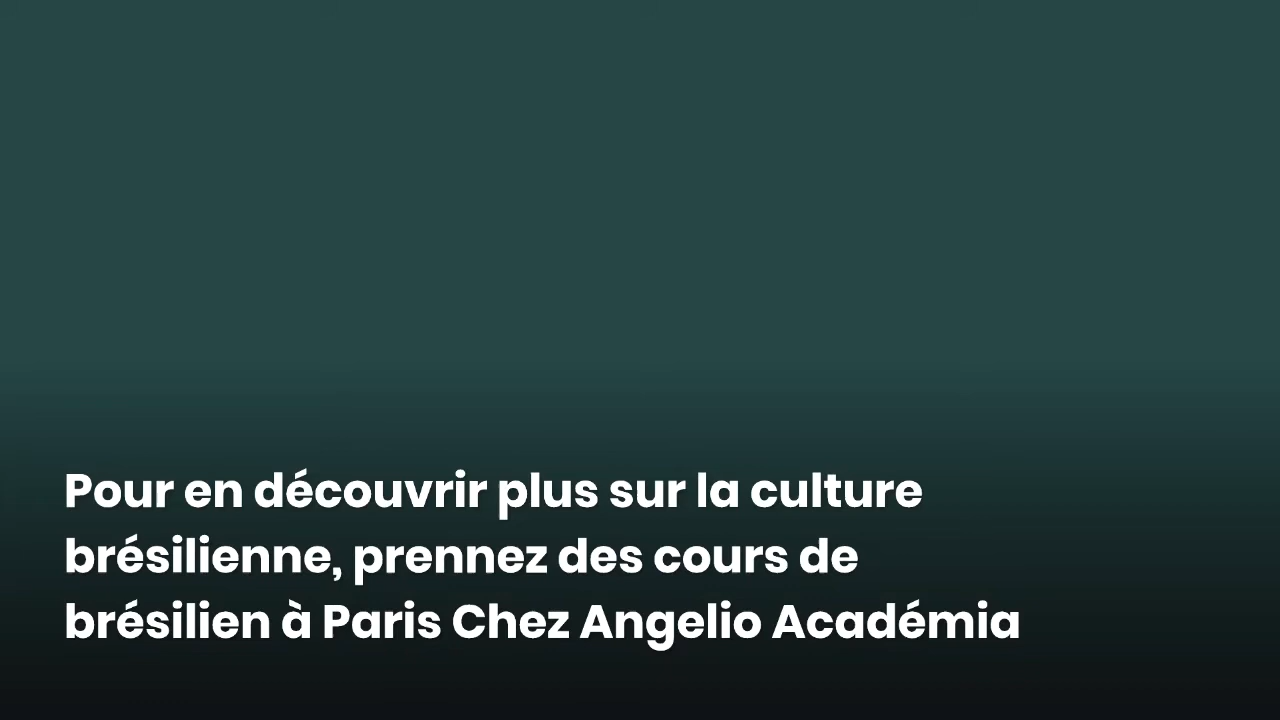 Pour en découvrir plus sur la culture
brésilienne, prennez des cours de
brésilien à Paris Chez Angelio Académia